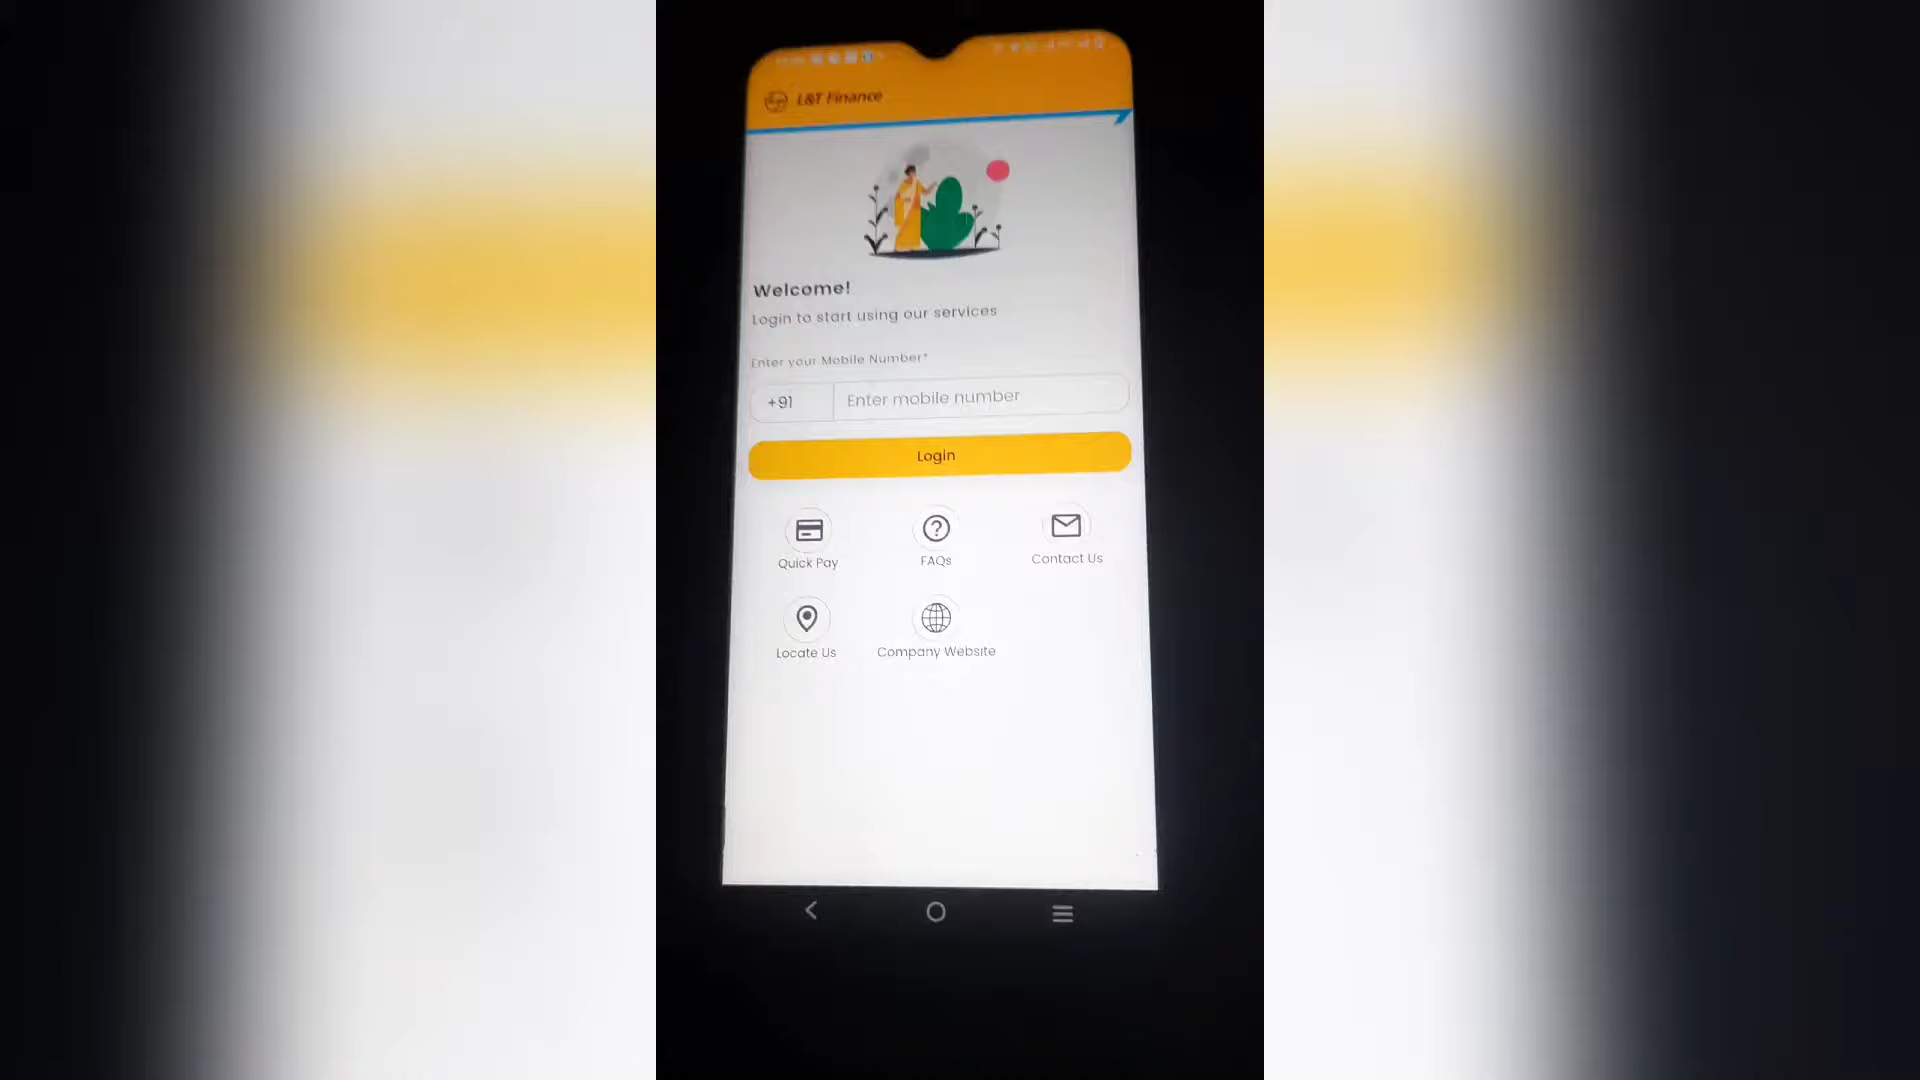 L&T Finance
Welcome!
Login to start using our services
Enter your Mobile Number*
+91 Enter mobile number
Login
Quick Pay FAQs Contact Us
Locate Us Company Website